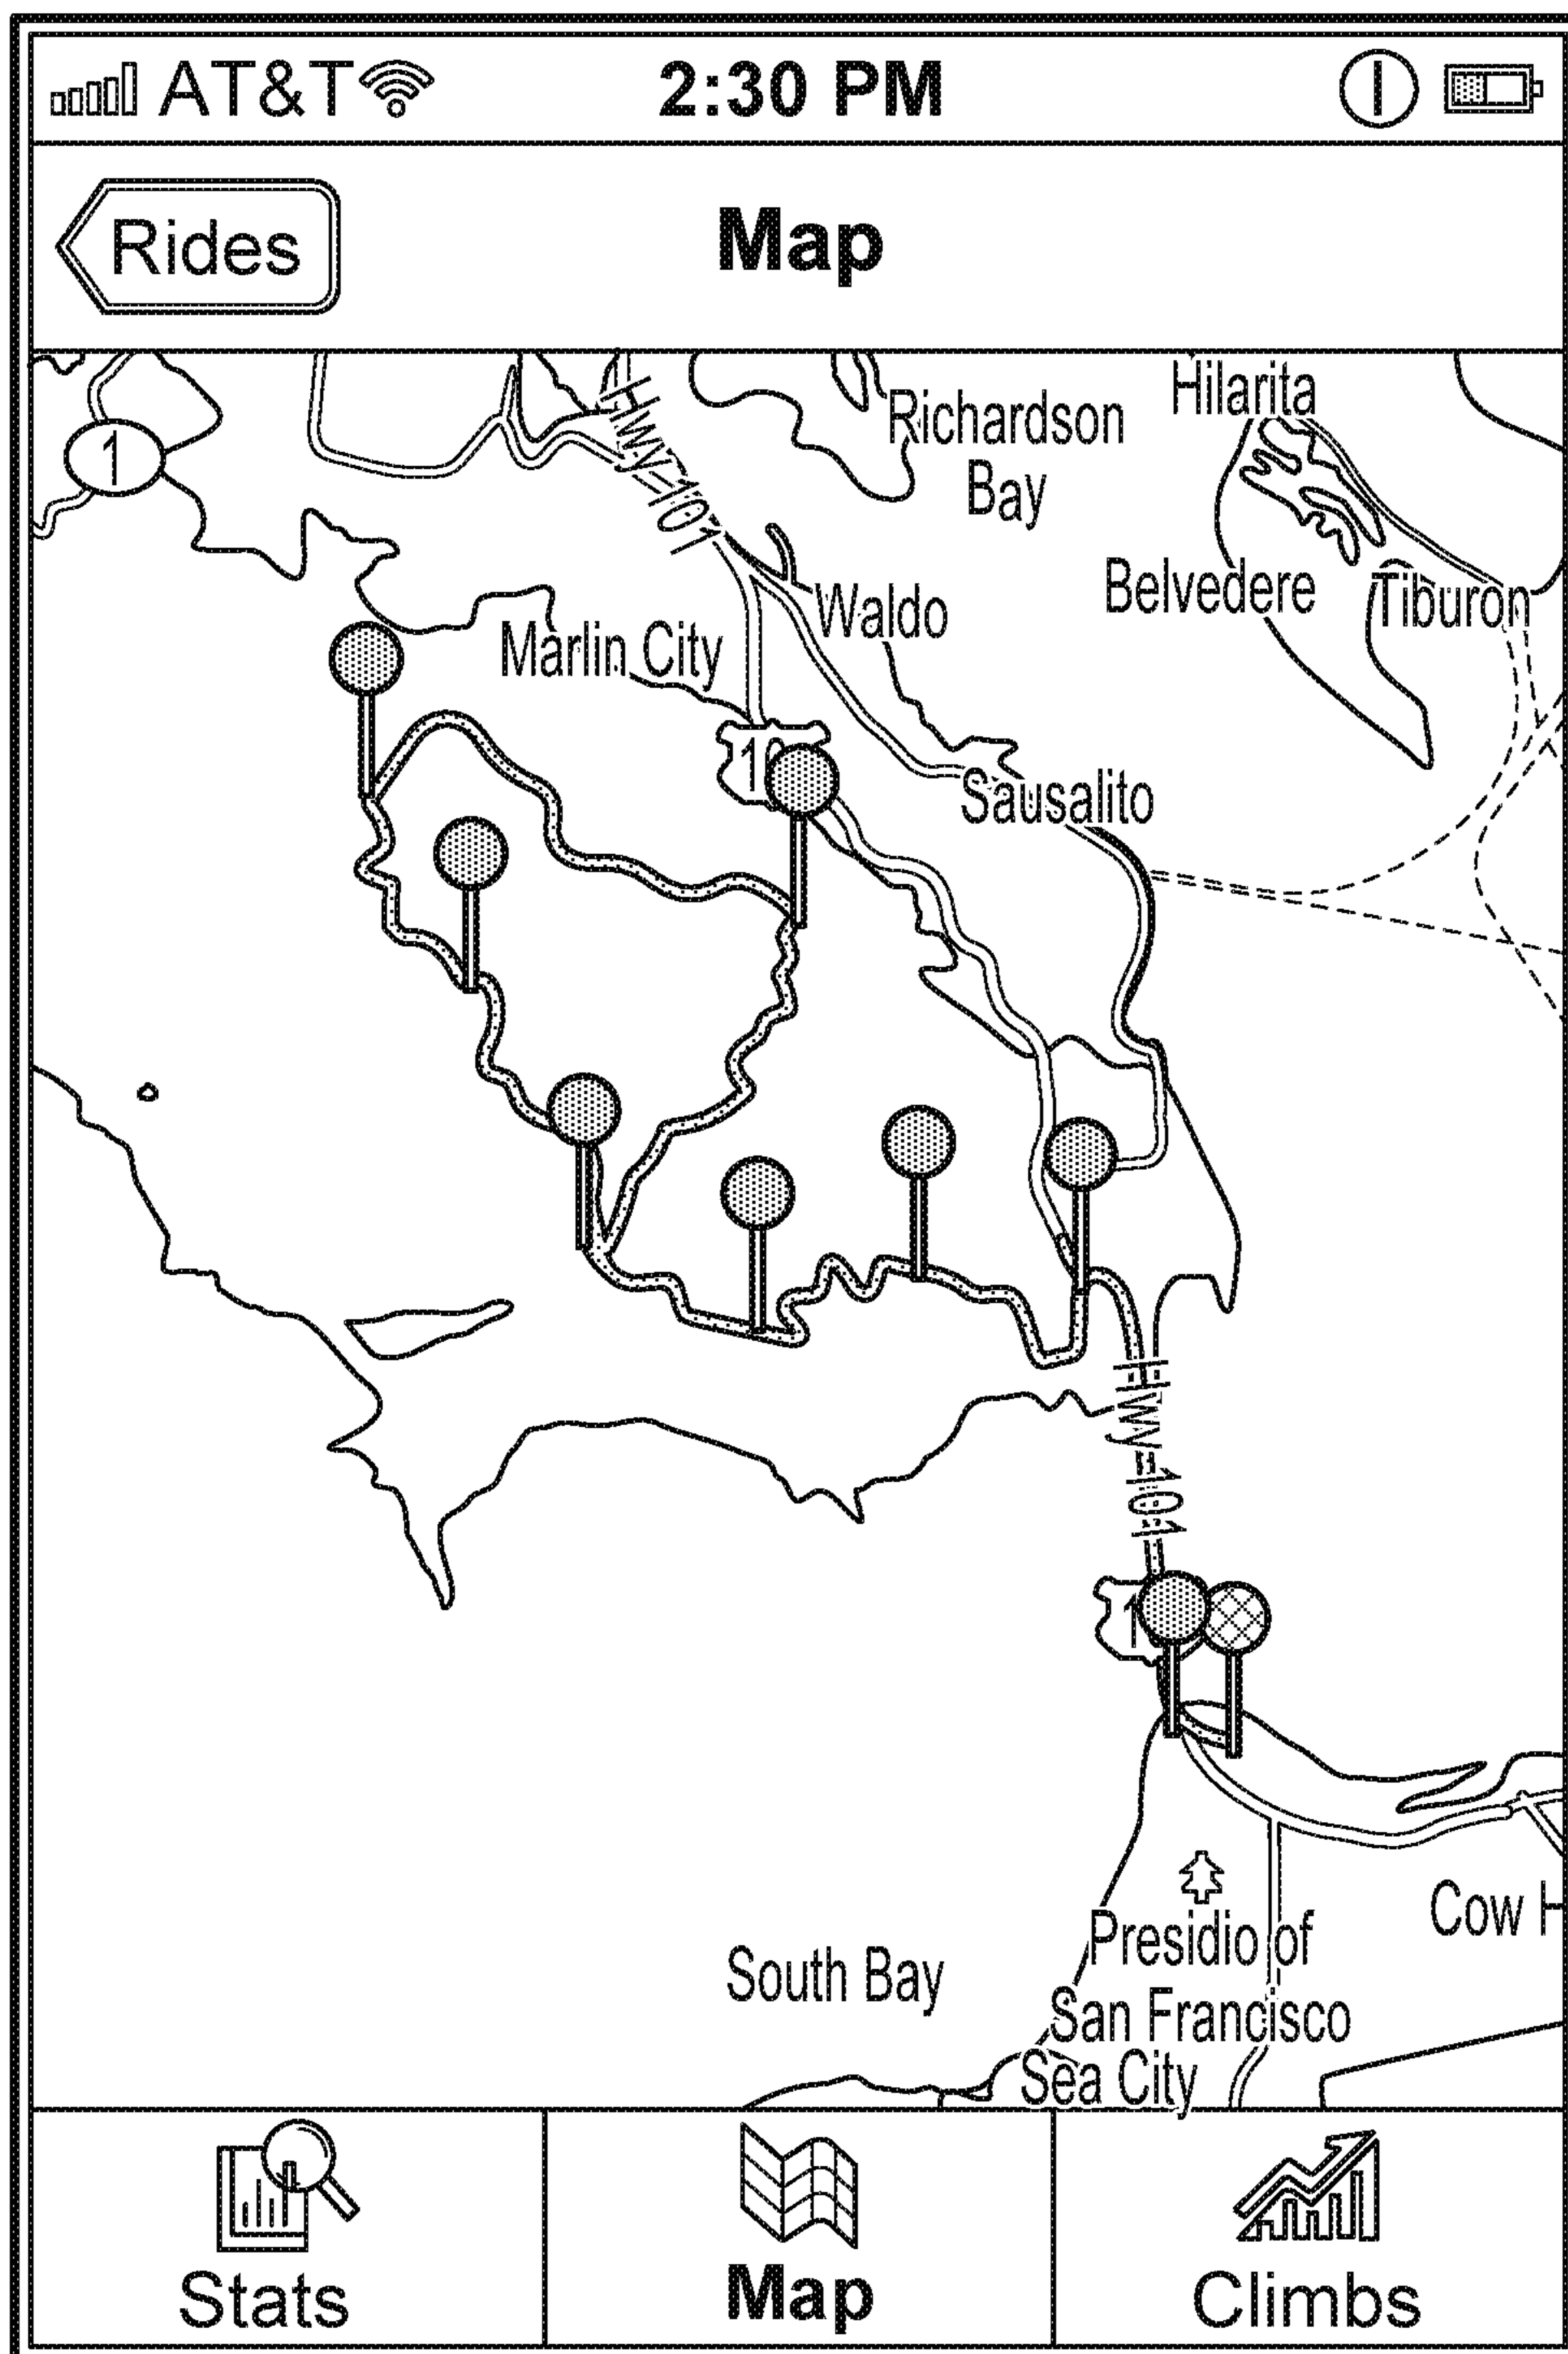 AT&T 2:30 PM
Rides Map
Hilarita
Richardson
Bay
1
Hwy-101
Belvedere Tiburon
Waldo
Marlin City
Sausalito
Hwy-101
Cow H
Presidio of
South Bay
San Francisco
Sea City
Stats Map Climbs